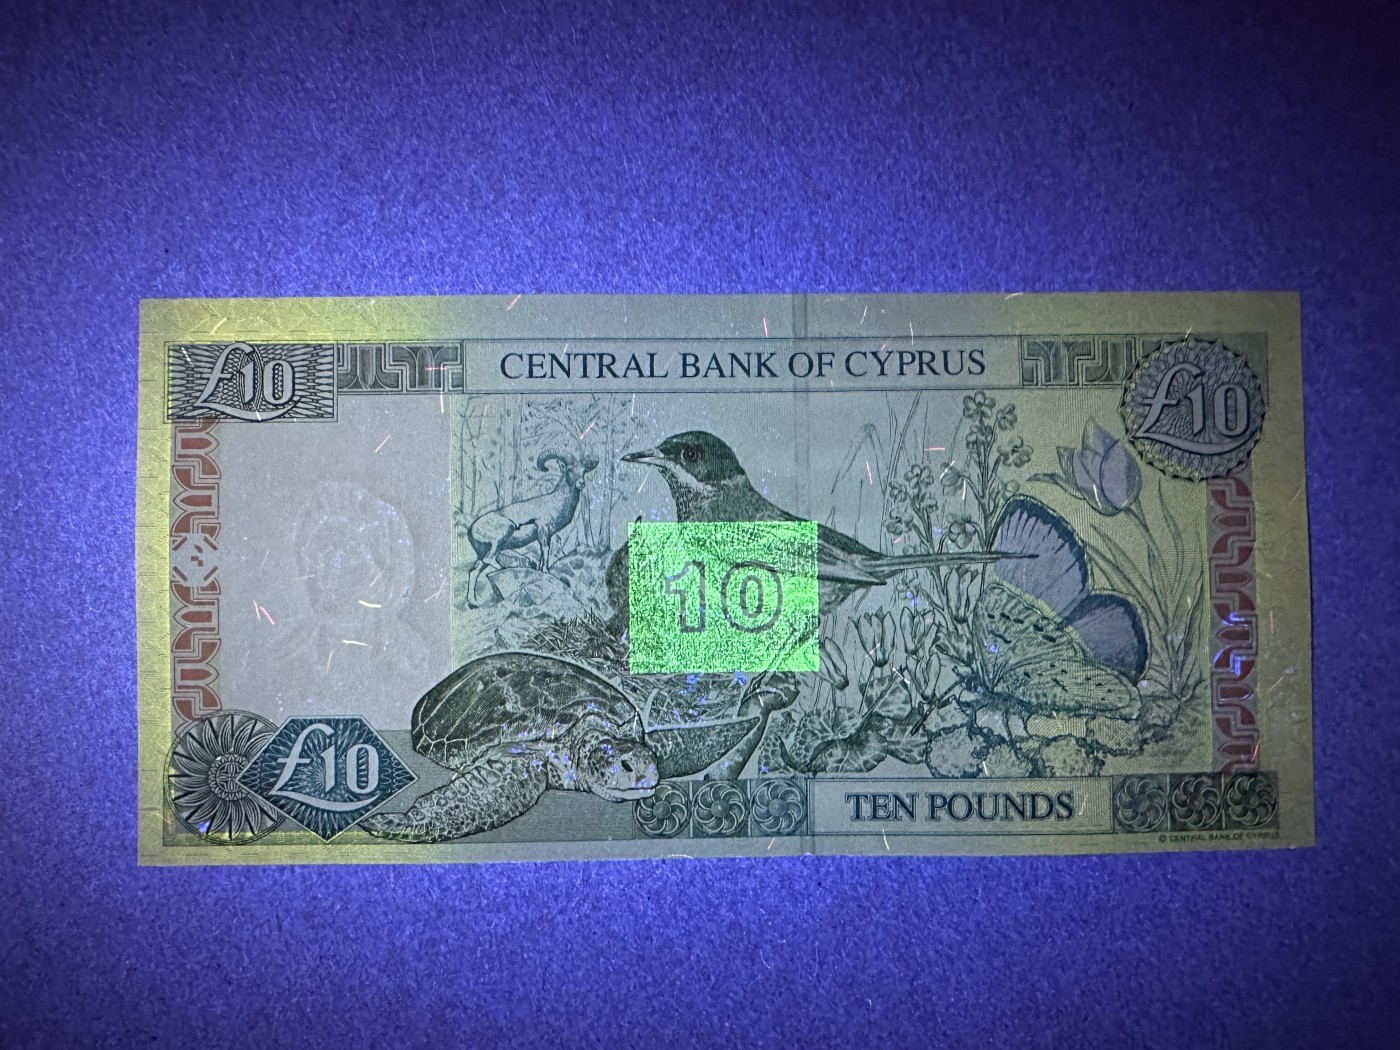 £10
CENTRAL BANK OF CYPRUS
£10
10
£10
TEN POUNDS
© CENTRAL BANK OF CYPRUS